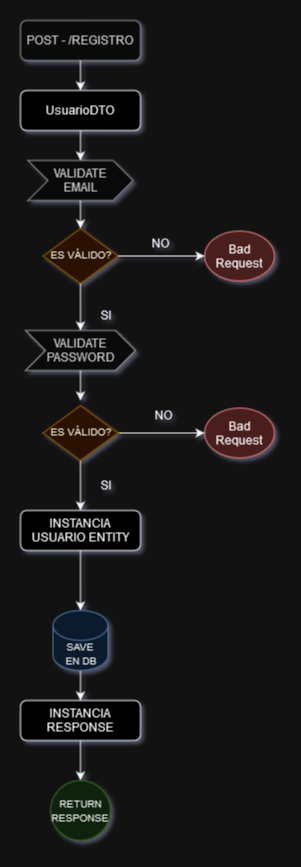 POST - /REGISTRO
UsuarioDTO
VALIDATE
EMAIL
ES VÁLIDO?
NO
Bad
Request
SI
VALIDATE
PASSWORD
ES VÁLIDO?
NO
Bad
Request
SI
INSTANCIA
USUARIO ENTITY
SAVE
EN DB
INSTANCIA
RESPONSE
RETURN
RESPONSE